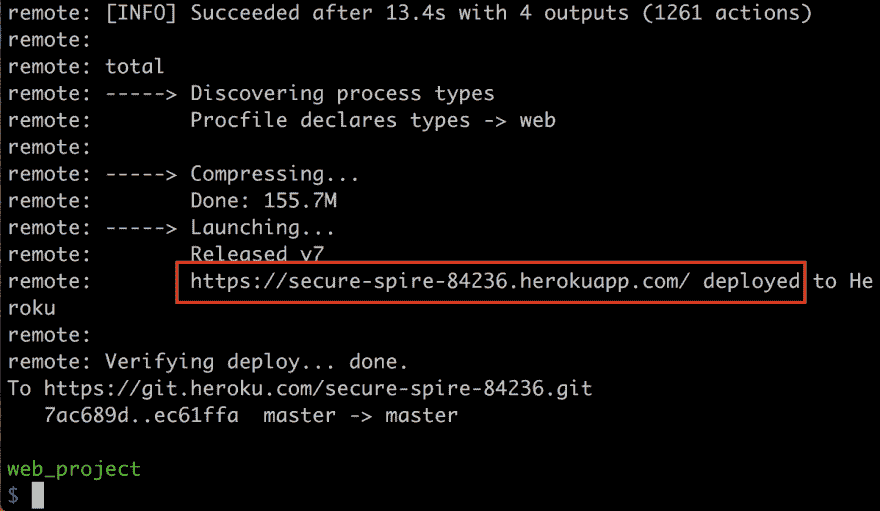 remote: [INFO] Succeeded after 13.4s with 4 outputs (1261 actions)
remote:
remote: total
remote: -----> Discovering process types
remote:        Procfile declares types -> web
remote:
remote: -----> Compressing...
remote:        Done: 155.7M
remote: -----> Launching...
remote:        Released v7
remote:        https://secure-spire-84236.herokuapp.com/ deployed to He
roku
remote:
remote: Verifying deploy... done.
To https://git.heroku.com/secure-spire-84236.git
   7ac689d..ec61ffa  master -> master
web_project
$